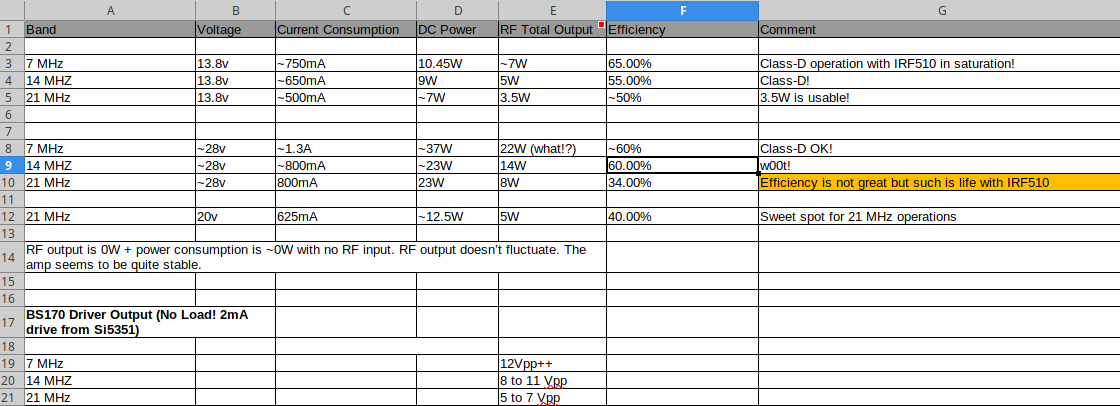 A B C D E F G
1 Band Voltage Current Consumption DC Power RF Total Output Efficiency Comment
2
3 7 MHz 13.8v ~750mA 10.45W ~7W 65.00% Class-D operation with IRF510 in saturation!
4 14 MHZ 13.8v ~650mA 9W 5W 55.00% Class-D!
5 21 MHz 13.8v ~500mA ~7W 3.5W ~50% 3.5W is usable!
6
7
8 7 MHz ~28v ~1.3A ~37W 22W (what!?) ~60% Class-D OK!
9 14 MHZ ~28v ~800mA ~23W 14W 60.00% w00t!
10 21 MHz ~28v 800mA 23W 8W 34.00% Efficiency is not great but such is life with IRF510
11
12 21 MHz 20v 625mA ~12.5W 5W 40.00% Sweet spot for 21 MHz operations
13
14 RF output is 0W + power consumption is ~0W with no RF input. RF output doesn't fluctuate. The
amp seems to be quite stable.
15
16
17 BS170 Driver Output (No Load! 2mA
drive from Si5351)
18
19 7 MHz 12Vpp++
20 14 MHZ 8 to 11 Vpp
21 21 MHz 5 to 7 Vpp